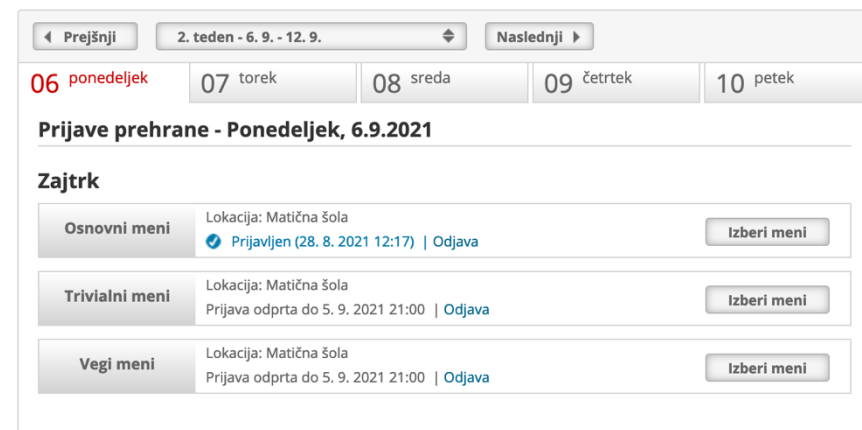 Prejšnji 2. teden - 6. 9. - 12. 9. Naslednji
06 ponedeljek 07 torek 08 sreda 09 četrtek 10 petek
Prijave prehrane - Ponedeljek, 6.9.2021
Zajtrk
Osnovni meni
Lokacija: Matična šola
Prijavljen (28. 8. 2021 12:17) | Odjava
Izberi meni
Trivialni meni
Lokacija: Matična šola
Prijava odprta do 5. 9. 2021 21:00 | Odjava
Izberi meni
Vegi meni
Lokacija: Matična šola
Prijava odprta do 5. 9. 2021 21:00 | Odjava
Izberi meni